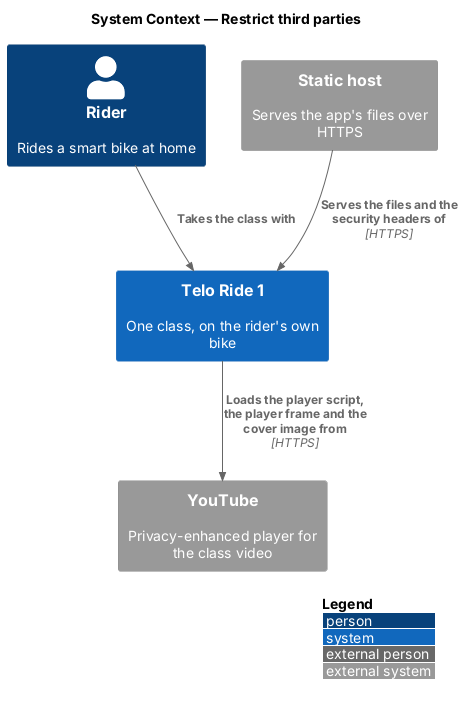 System Context — Restrict third parties
Rider
Rides a smart bike at home
Static host
Serves the app's files over
HTTPS
Takes the class with
Serves the files and the
security headers of
[HTTPS]
Telo Ride 1
One class, on the rider's own
bike
Loads the player script,
the player frame and the
cover image from
[HTTPS]
YouTube
Privacy-enhanced player for
the class video
Legend
person
system
external person
external system